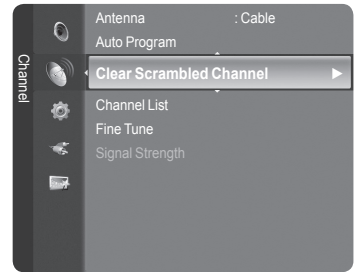 Channel
Antenna : Cable
Auto Program
Clear Scrambled Channel
Channel List
Fine Tune
Signal Strength